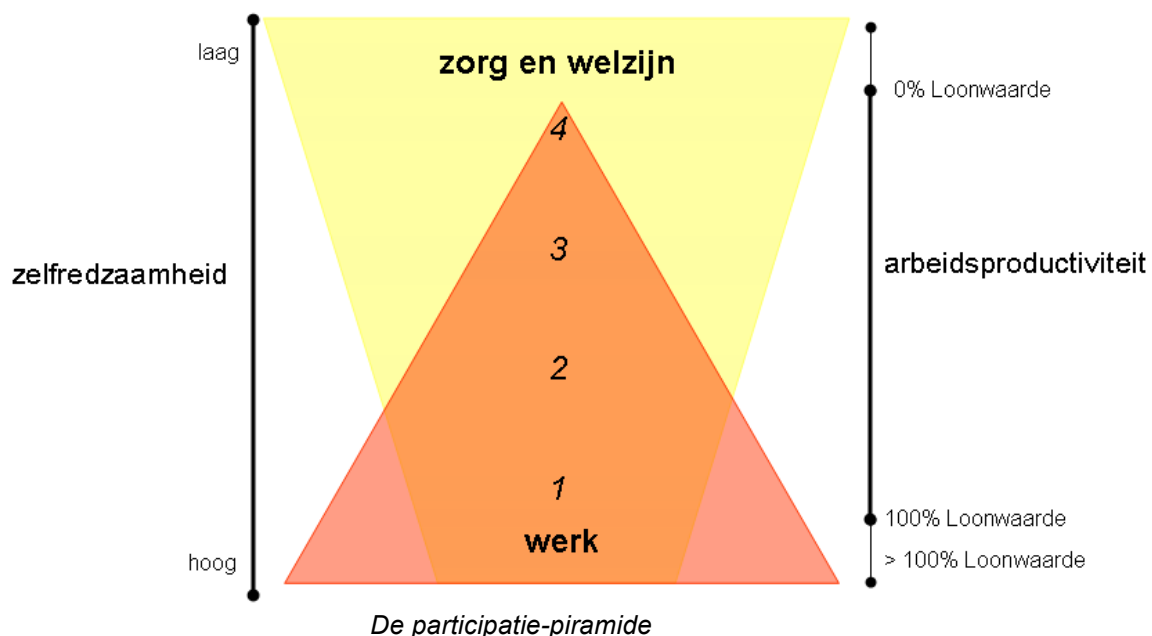 laag
zorg en welzijn
0% Loonwaarde
4
3
zelfredzaamheid
arbeidsproductiviteit
2
1
100% Loonwaarde
werk
hoog
> 100% Loonwaarde
De participatie-piramide